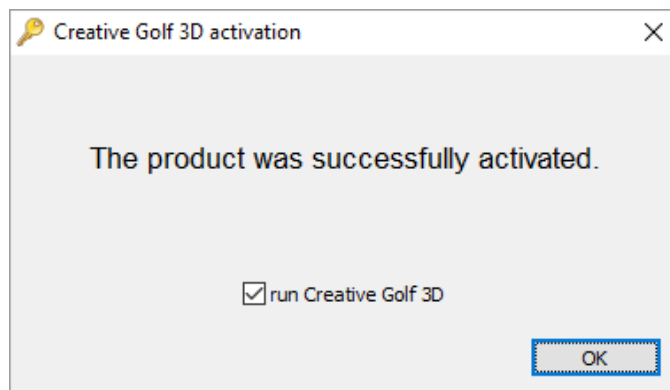 Creative Golf 3D activation
The product was successfully activated.
run Creative Golf 3D
OK